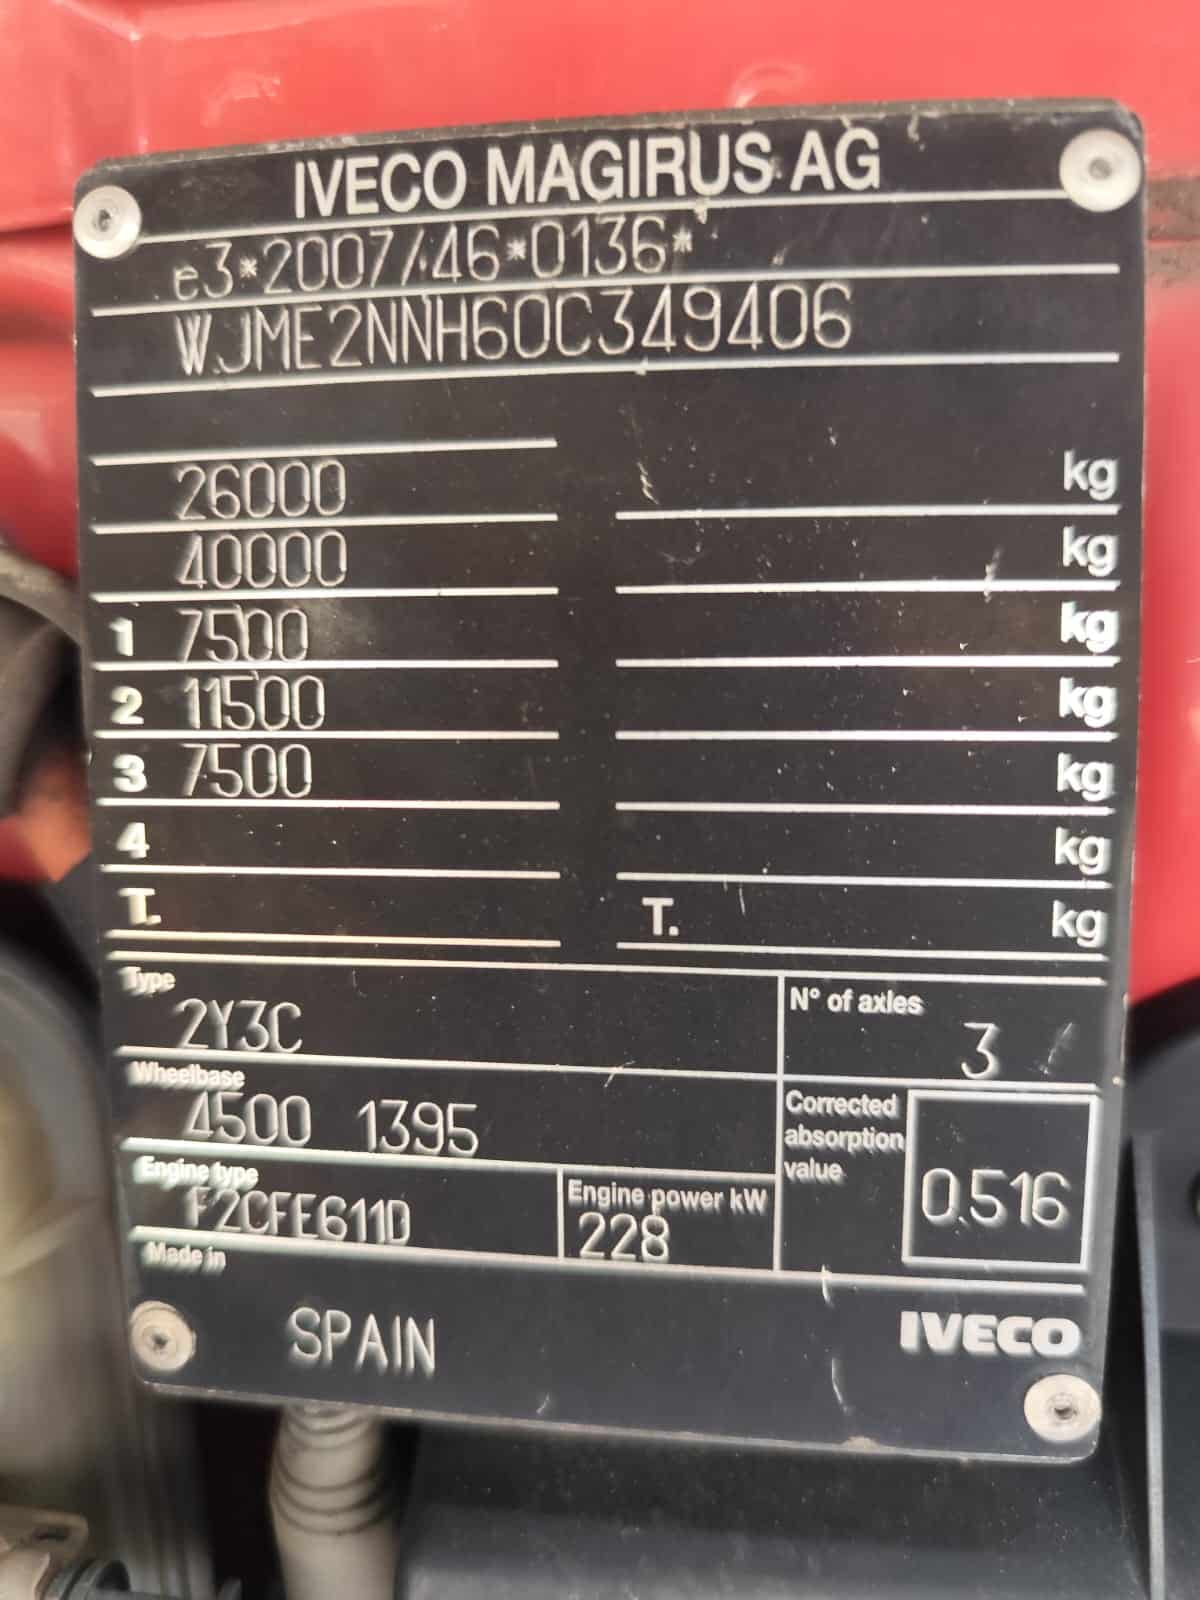 IVECO MAGIRUS AG
e3*2007/46*0136*
WJME2NNH60C349406
26000 kg
40000 kg
1 7500 kg
2 11500 kg
3 7500 kg
4 kg
T. T. kg
Type
2Y3C
N° of axles
3
Wheelbase
4500 1395
Corrected
absorption
value
0.516
Engine type
F2CFE611D
Engine power kW
228
Made in
SPAIN
IVECO